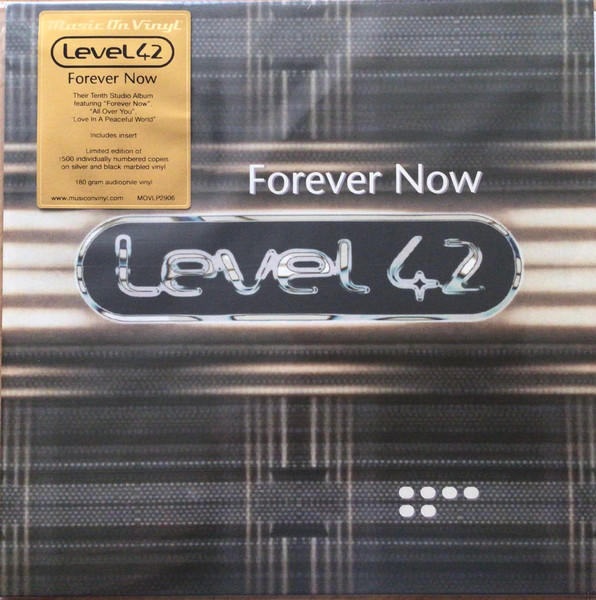 Music On Vinyl
Level 42
Forever Now
Their Tenth Studio Album
featuring "Forever Now",
"All Over You",
"Love In A Peaceful World"
Includes insert
Limited edition of
1500 individually numbered copies
on silver and black marbled vinyl
180 gram audiophile vinyl
www.musiconvinyl.com MOVLP2906
Forever Now
Level 42